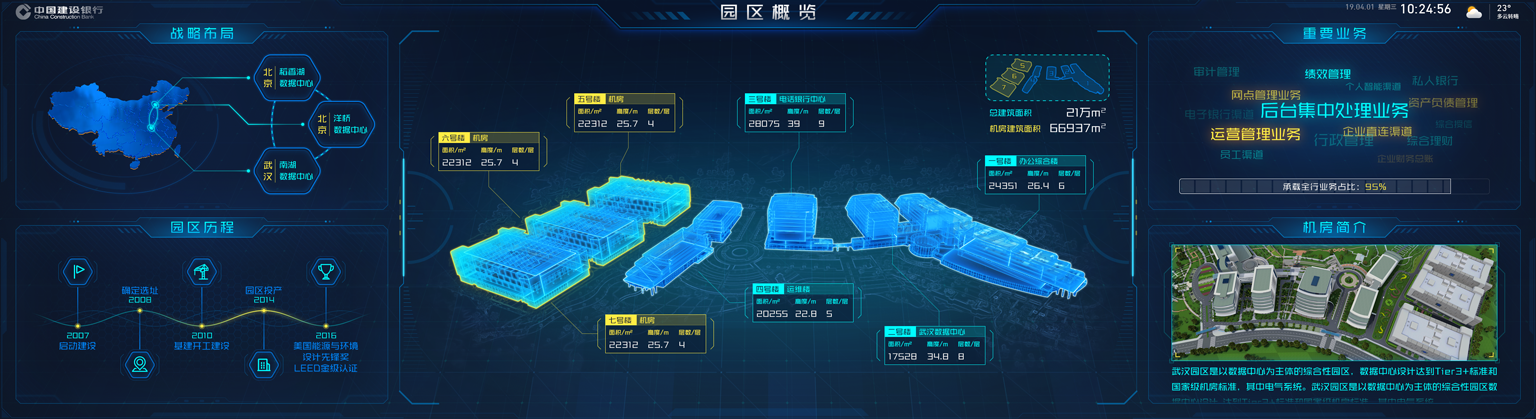 中国建设银行
China Construction Bank
园区概览
19.04.01 星期三 10:24:56
23°
多云转晴
战略布局
北京 稻香湖
数据中心
北京 洋桥
数据中心
武汉 南湖
数据中心
园区历程
2007
启动建设
确定选址
2008
2010
基建开工建设
园区投产
2014
2016
美国能源与环境
设计先锋奖
LEED金级认证
五号楼 机房
面积/m² 高度/m 层数/层
22312 25.7 4
三号楼 电话银行中心
面积/m² 高度/m 层数/层
28075 39 9
六号楼 机房
面积/m² 高度/m 层数/层
22312 25.7 4
一号楼 办公综合楼
面积/m² 高度/m 层数/层
24351 26.4 6
四号楼 运维楼
面积/m² 高度/m 层数/层
20255 22.8 5
七号楼 机房
面积/m² 高度/m 层数/层
22312 25.7 4
二号楼 武汉数据中心
面积/m² 高度/m 层数/层
17528 34.8 8
5
6
7
总建筑面积 21万m²
机房建筑面积 66937m²
重要业务
审计管理
绩效管理
个人智能渠道
私人银行
网点管理业务
资产负债管理
电子银行渠道
后台集中处理业务
运营管理业务
企业直连渠道
行政管理
综合理财
员工渠道
承载全行业务占比：95%
机房简介
武汉园区是以数据中心为主体的综合性园区，数据中心设计达到Tier3+标准和
国家级机房标准，其中电气系统。武汉园区是以数据中心为主体的综合性园区数